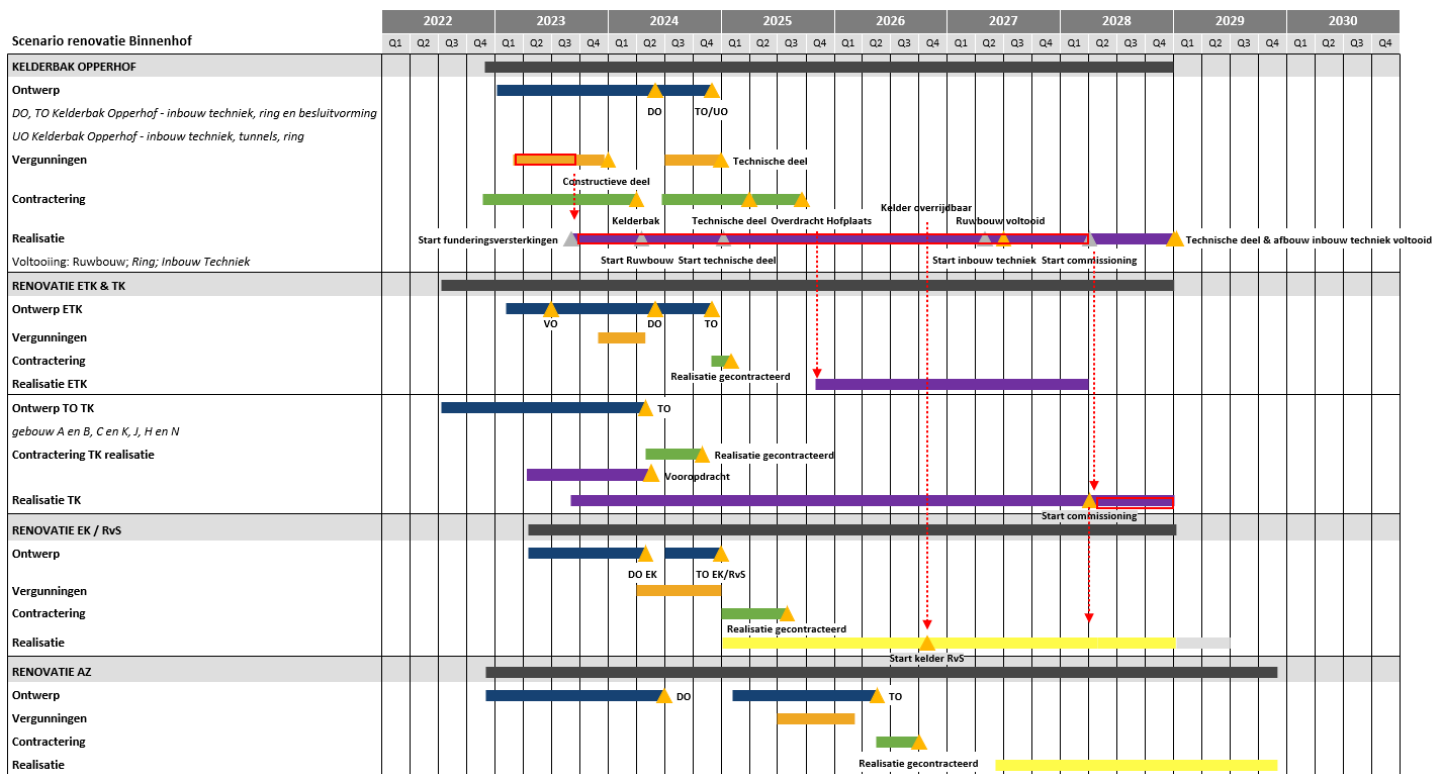 2022 2023 2024 2025 2026 2027 2028 2029 2030
Scenario renovatie Binnenhof Q1 Q2 Q3 Q4 Q1 Q2 Q3 Q4 Q1 Q2 Q3 Q4 Q1 Q2 Q3 Q4 Q1 Q2 Q3 Q4 Q1 Q2 Q3 Q4 Q1 Q2 Q3 Q4 Q1 Q2 Q3 Q4 Q1 Q2 Q3 Q4
KELDERBAK OPPERHOF
Ontwerp
DO, TO Kelderbak Opperhof - inbouw techniek, ring en besluitvorming DO TO/UO
UO Kelderbak Opperhof - inbouw techniek, tunnels, ring
Vergunningen Technische deel
Constructieve deel
Contractering
Kelder overrijdbaar
Kelderbak Technische deel Overdracht Hofplaats Ruwbouw voltooid
Realisatie Start funderingsversterkingen Technische deel & afbouw inbouw techniek voltooid
Voltooiing: Ruwbouw; Ring; Inbouw Techniek Start Ruwbouw Start technische deel Start inbouw techniek Start commissioning
RENOVATIE ETK & TK
Ontwerp ETK
VO DO TO
Vergunningen
Contractering
Realisatie gecontracteerd
Realisatie ETK
Ontwerp TO TK TO
gebouw A en B, C en K, J, H en N
Contractering TK realisatie Realisatie gecontracteerd
Vooropdracht
Realisatie TK
Start commissioning
RENOVATIE EK / RvS
Ontwerp
DO EK TO EK/RvS
Vergunningen
Contractering
Realisatie gecontracteerd
Realisatie
Start kelder RvS
RENOVATIE AZ
Ontwerp DO TO
Vergunningen
Contractering
Realisatie Realisatie gecontracteerd